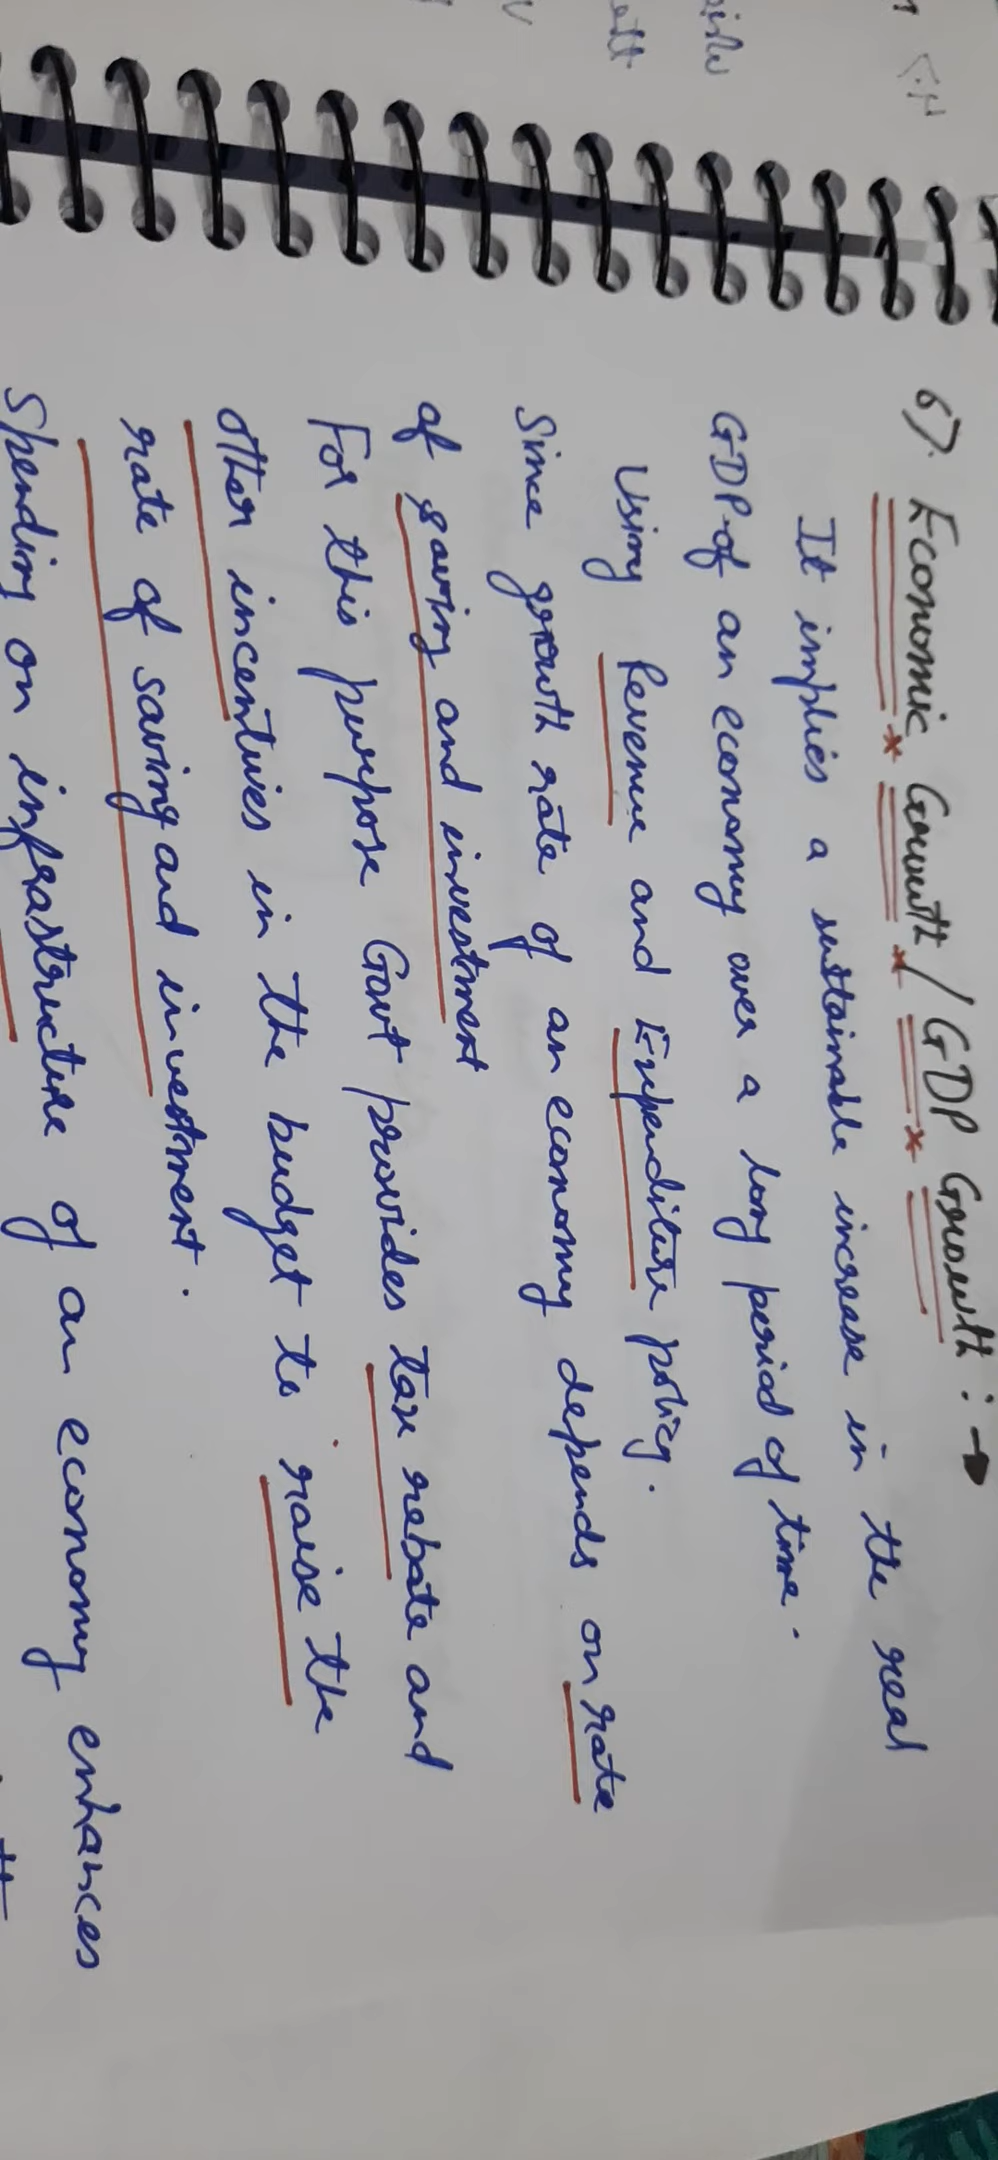 6). Economic Growth / GDP Growth : →
It implies a sustainable increase in the real
GDP of an economy over a long period of time.
Using Revenue and Expenditure policy.
Since growth rate of an economy depends on rate
of saving and investment
For this purpose Govt provides tax rebate and
other incentives in the budget to raise the
rate of saving and investment.
Spending on infrastructure of an economy enhances